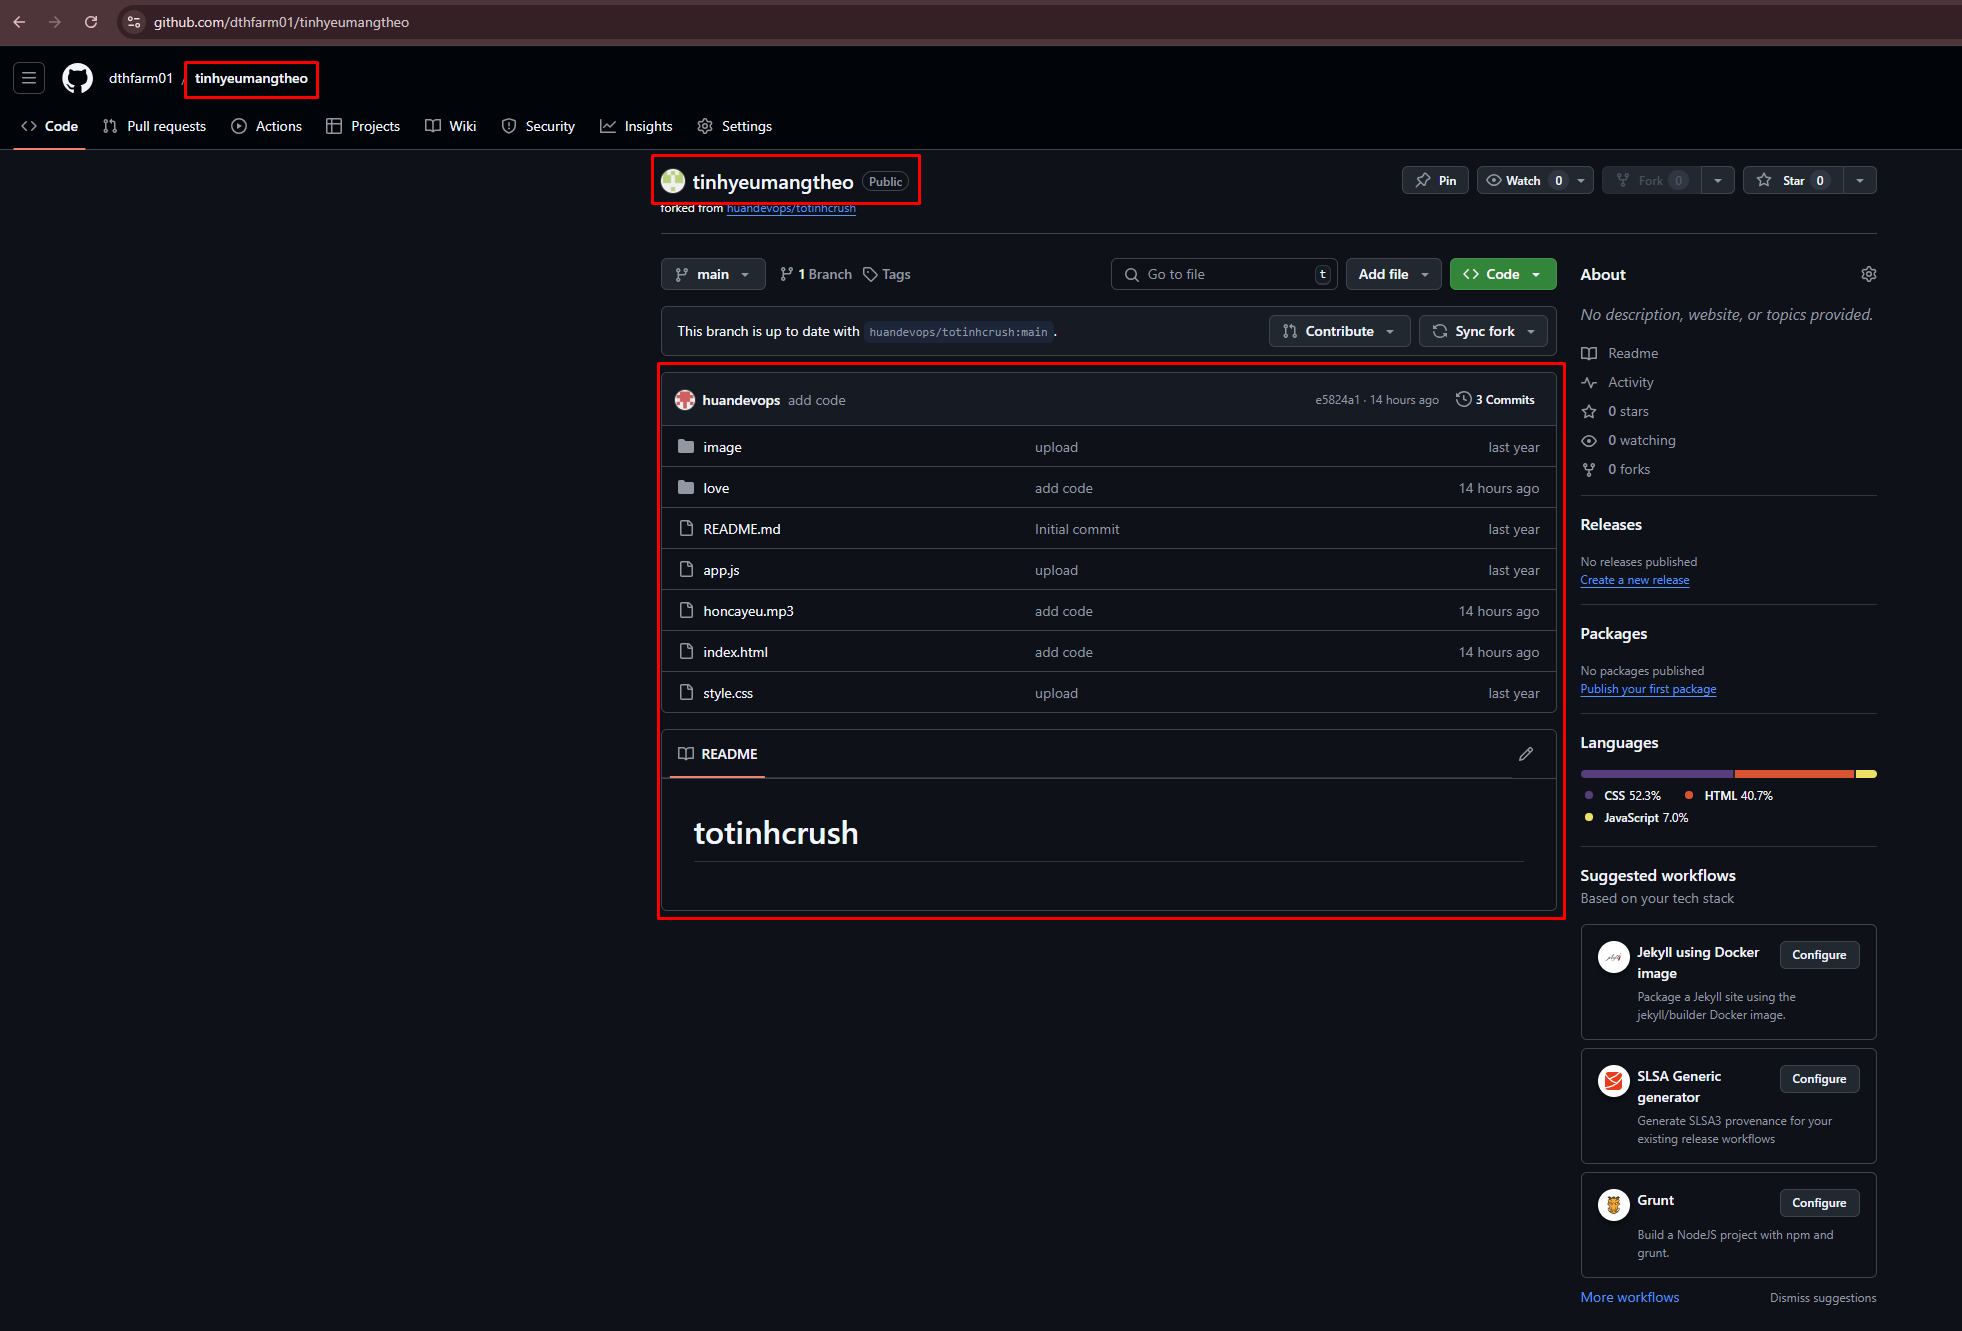 github.com/dthfarm01/tinhyeumangtheo
dthfarm01 / tinhyeumangtheo
Code Pull requests Actions Projects Wiki Security Insights Settings
tinhyeumangtheo Public
Pin Watch 0 Fork 0 Star 0
forked from huandevops/totinhcrush
main 1 Branch Tags Go to file t Add file Code
This branch is up to date with huandevops/totinhcrush:main .
Contribute Sync fork
huandevops add code e5824a1 · 14 hours ago 3 Commits
image upload last year
love add code 14 hours ago
README.md Initial commit last year
app.js upload last year
honcayeu.mp3 add code 14 hours ago
index.html add code 14 hours ago
style.css upload last year
README
totinhcrush
About
No description, website, or topics provided.
Readme
Activity
0 stars
0 watching
0 forks
Releases
No releases published
Create a new release
Packages
No packages published
Publish your first package
Languages
CSS 52.3% HTML 40.7%
JavaScript 7.0%
Suggested workflows
Based on your tech stack
Jekyll using Docker
image
Configure
Package a Jekyll site using the
jekyll/builder Docker image.
SLSA Generic
generator
Configure
Generate SLSA3 provenance for your
existing release workflows
Grunt
Configure
Build a NodeJS project with npm and
grunt.
More workflows Dismiss suggestions